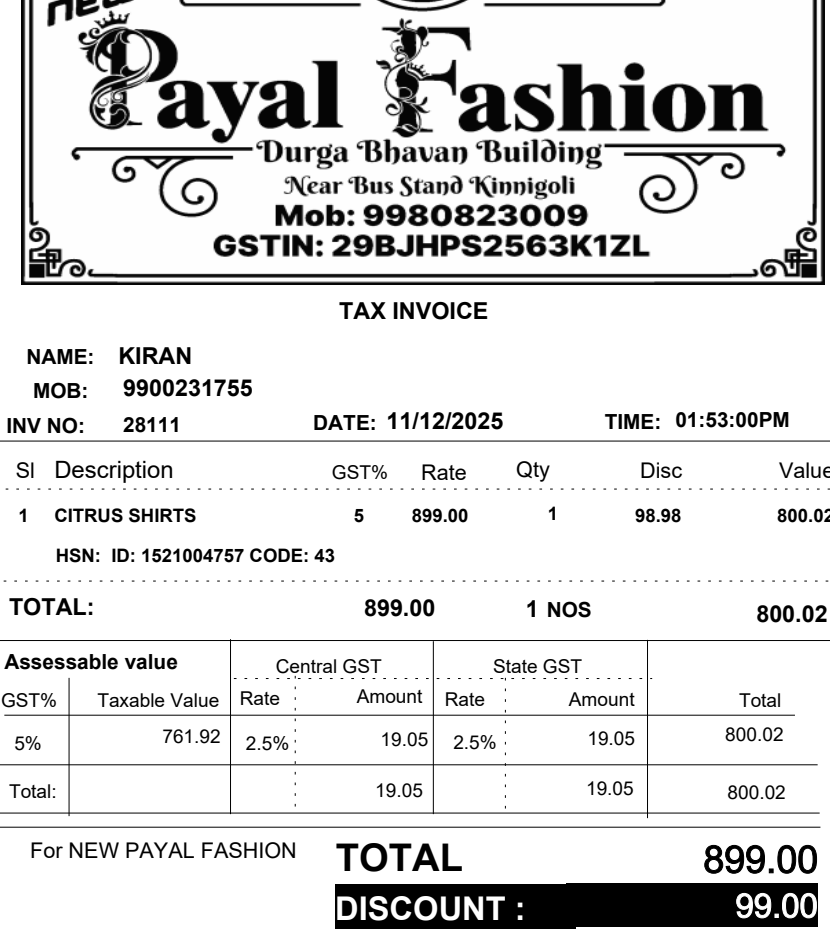 new
Payal Fashion
Durga Bhavan Building
Near Bus Stand Kinnigoli
Mob: 9980823009
GSTIN: 29BJHPS2563K1ZL
TAX INVOICE
NAME: KIRAN
MOB: 9900231755
INV NO: 28111 DATE: 11/12/2025 TIME: 01:53:00PM
Sl Description GST% Rate Qty Disc Value
1 CITRUS SHIRTS 5 899.00 1 98.98 800.02
HSN: ID: 1521004757 CODE: 43
TOTAL: 899.00 1 NOS 800.02
Assessable value Central GST State GST
GST% Taxable Value Rate Amount Rate Amount Total
5% 761.92 2.5% 19.05 2.5% 19.05 800.02
Total: 19.05 19.05 800.02
For NEW PAYAL FASHION TOTAL 899.00
DISCOUNT : 99.00